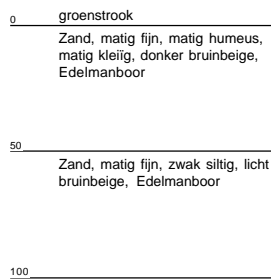 0 groenstrook
Zand, matig fijn, matig humeus,
matig kleiïg, donker bruinbeige,
Edelmanboor
50
Zand, matig fijn, zwak siltig, licht
bruinbeige, Edelmanboor
100